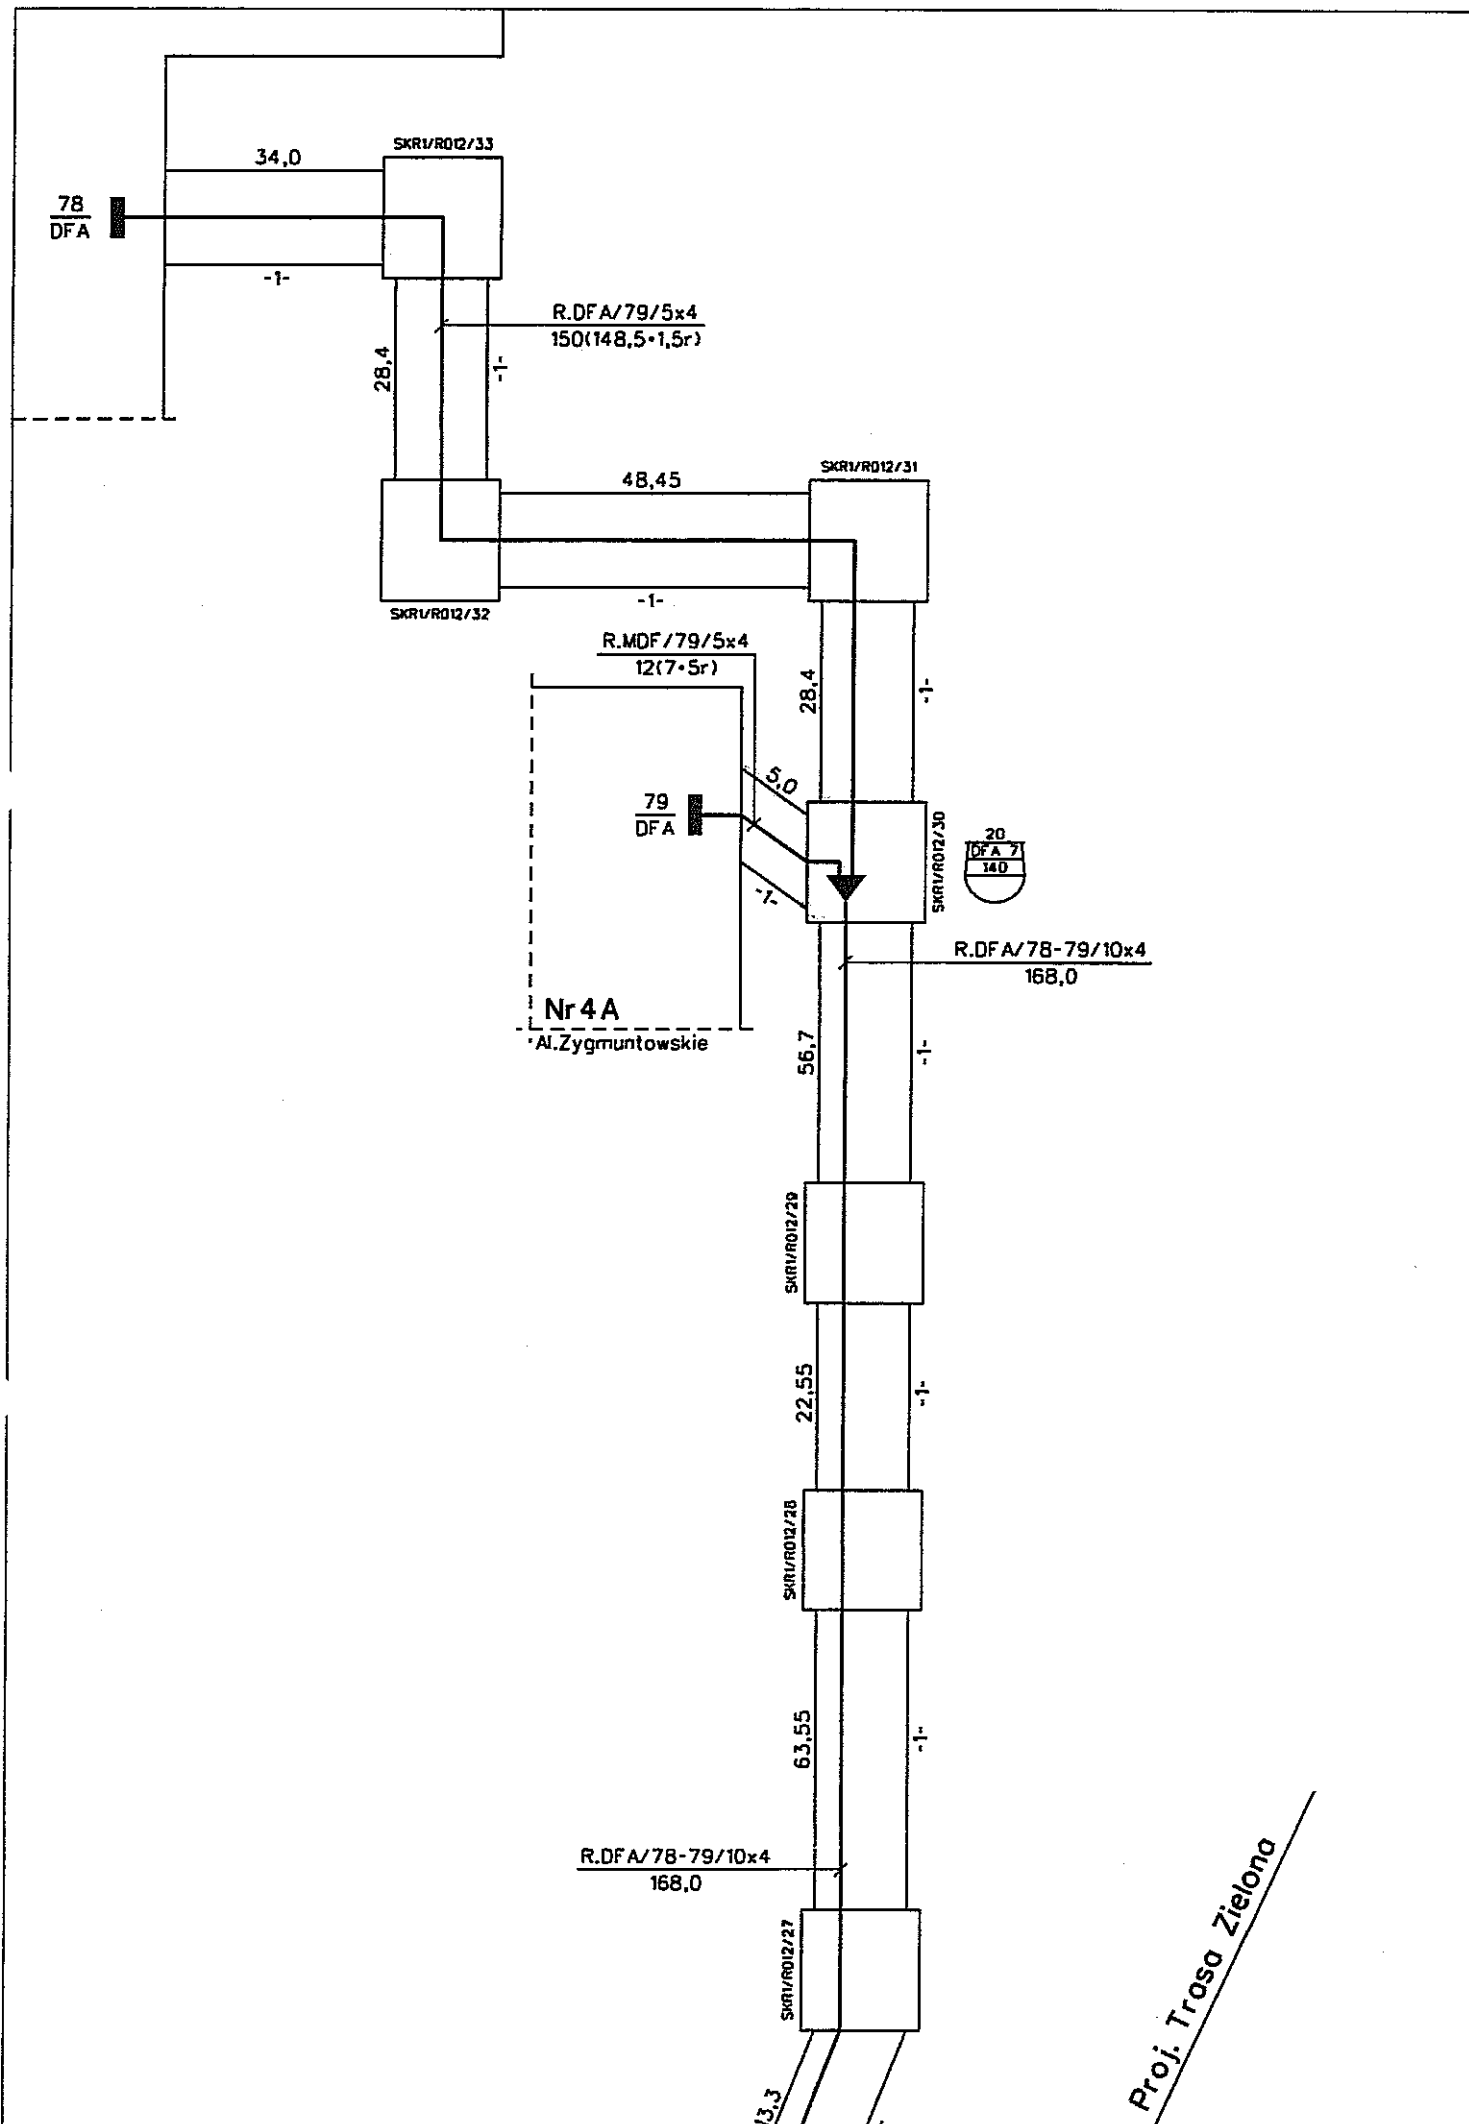 SKR1/R012/33
34,0
78
DFA
-1-
R.DFA/79/5x4
150(148,5+1,5r)
28,4
-1-
48,45
SKR1/R012/31
-1-
SKR1/R012/32
R.MDF/79/5x4
12(7+5r)
28,4
-1-
5,0
79
DFA
-1-
SKR1/R012/30
20
DFA 7
140
R.DFA/78-79/10x4
168,0
Nr 4 A
Al.Zygmuntowskie
56,7
-1-
SKR1/R012/29
22,55
-1-
SKR1/R012/28
63,55
-1-
R.DFA/78-79/10x4
168,0
SKR1/R012/27
Proj. Trasa Zielona
13,3